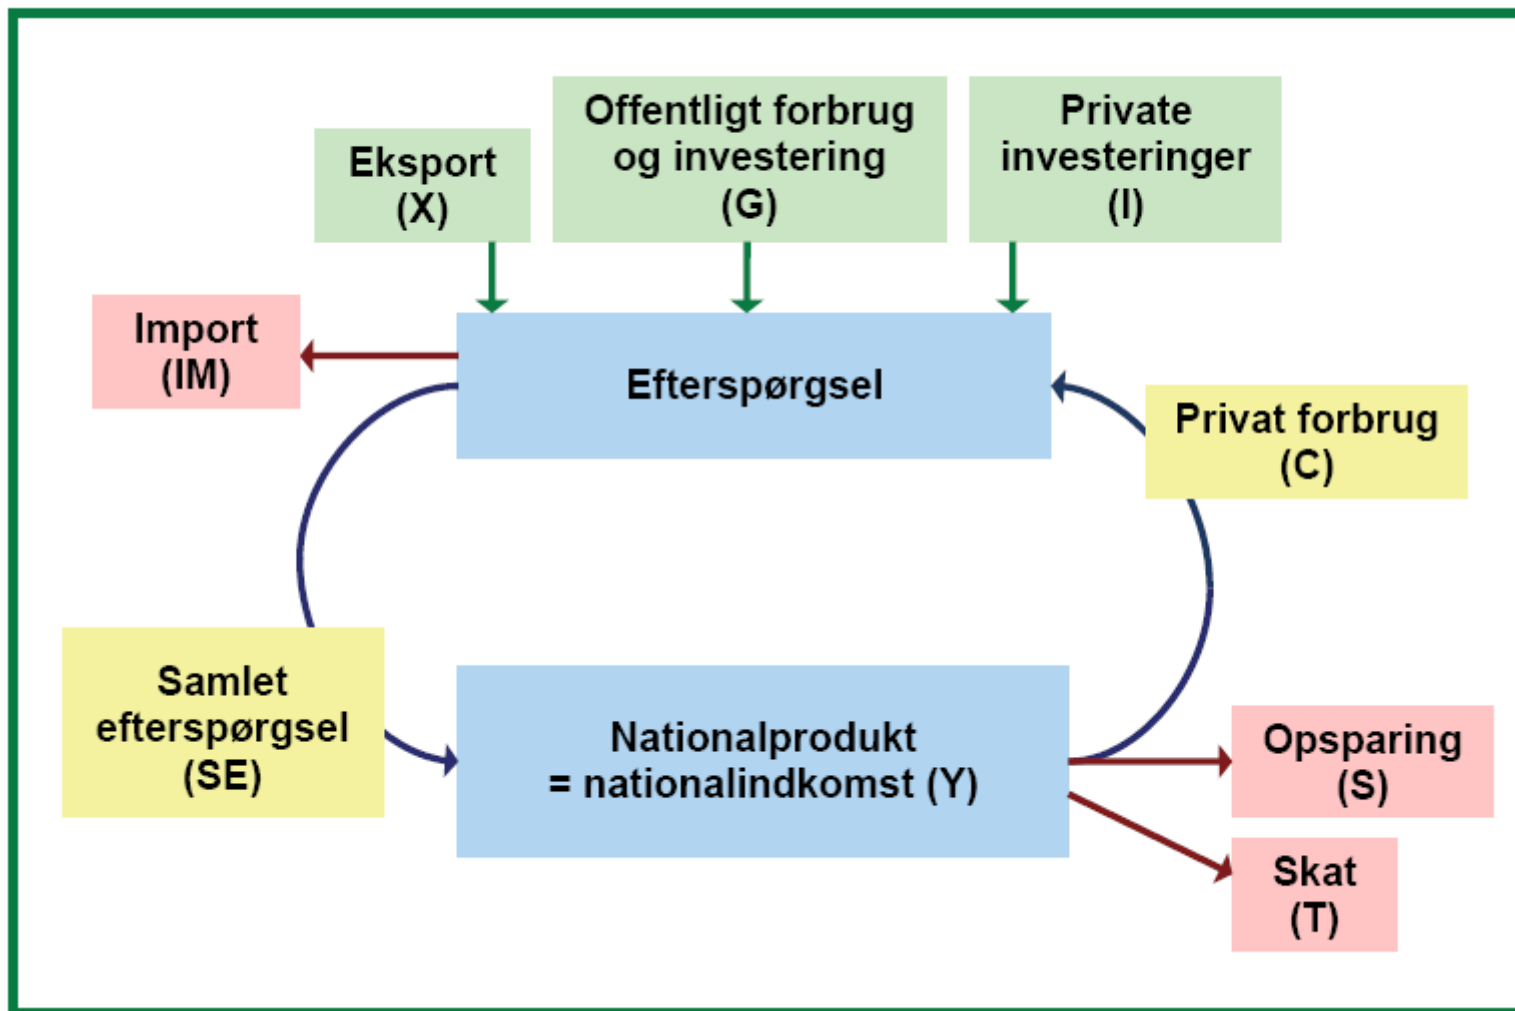 Eksport
(X)
Offentligt forbrug
og investering
(G)
Private
investeringer
(I)
Import
(IM)
Efterspørgsel
Privat forbrug
(C)
Samlet
efterspørgsel
(SE)
Nationalprodukt
= nationalindkomst (Y)
Opsparing
(S)
Skat
(T)